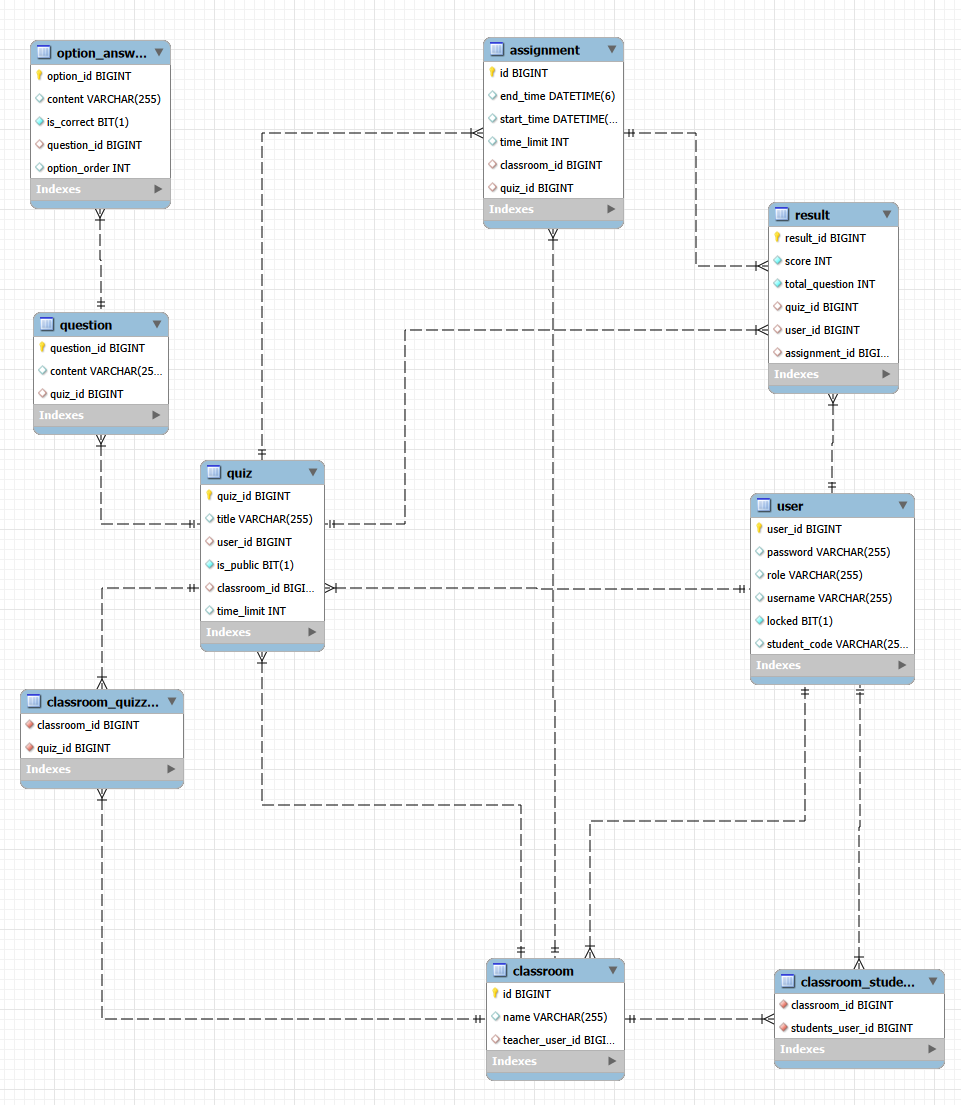 option_answ...
option_id BIGINT
content VARCHAR(255)
is_correct BIT(1)
question_id BIGINT
option_order INT
Indexes
assignment
id BIGINT
end_time DATETIME(6)
start_time DATETIME(...
time_limit INT
classroom_id BIGINT
quiz_id BIGINT
Indexes
result
result_id BIGINT
score INT
total_question INT
quiz_id BIGINT
user_id BIGINT
assignment_id BIGI...
Indexes
question
question_id BIGINT
content VARCHAR(25...
quiz_id BIGINT
Indexes
quiz
quiz_id BIGINT
title VARCHAR(255)
user_id BIGINT
is_public BIT(1)
classroom_id BIGI...
time_limit INT
Indexes
user
user_id BIGINT
password VARCHAR(255)
role VARCHAR(255)
username VARCHAR(255)
locked BIT(1)
student_code VARCHAR(25...
Indexes
classroom_quizz...
classroom_id BIGINT
quiz_id BIGINT
Indexes
classroom
id BIGINT
name VARCHAR(255)
teacher_user_id BIGI...
Indexes
classroom_stude...
classroom_id BIGINT
students_user_id BIGINT
Indexes